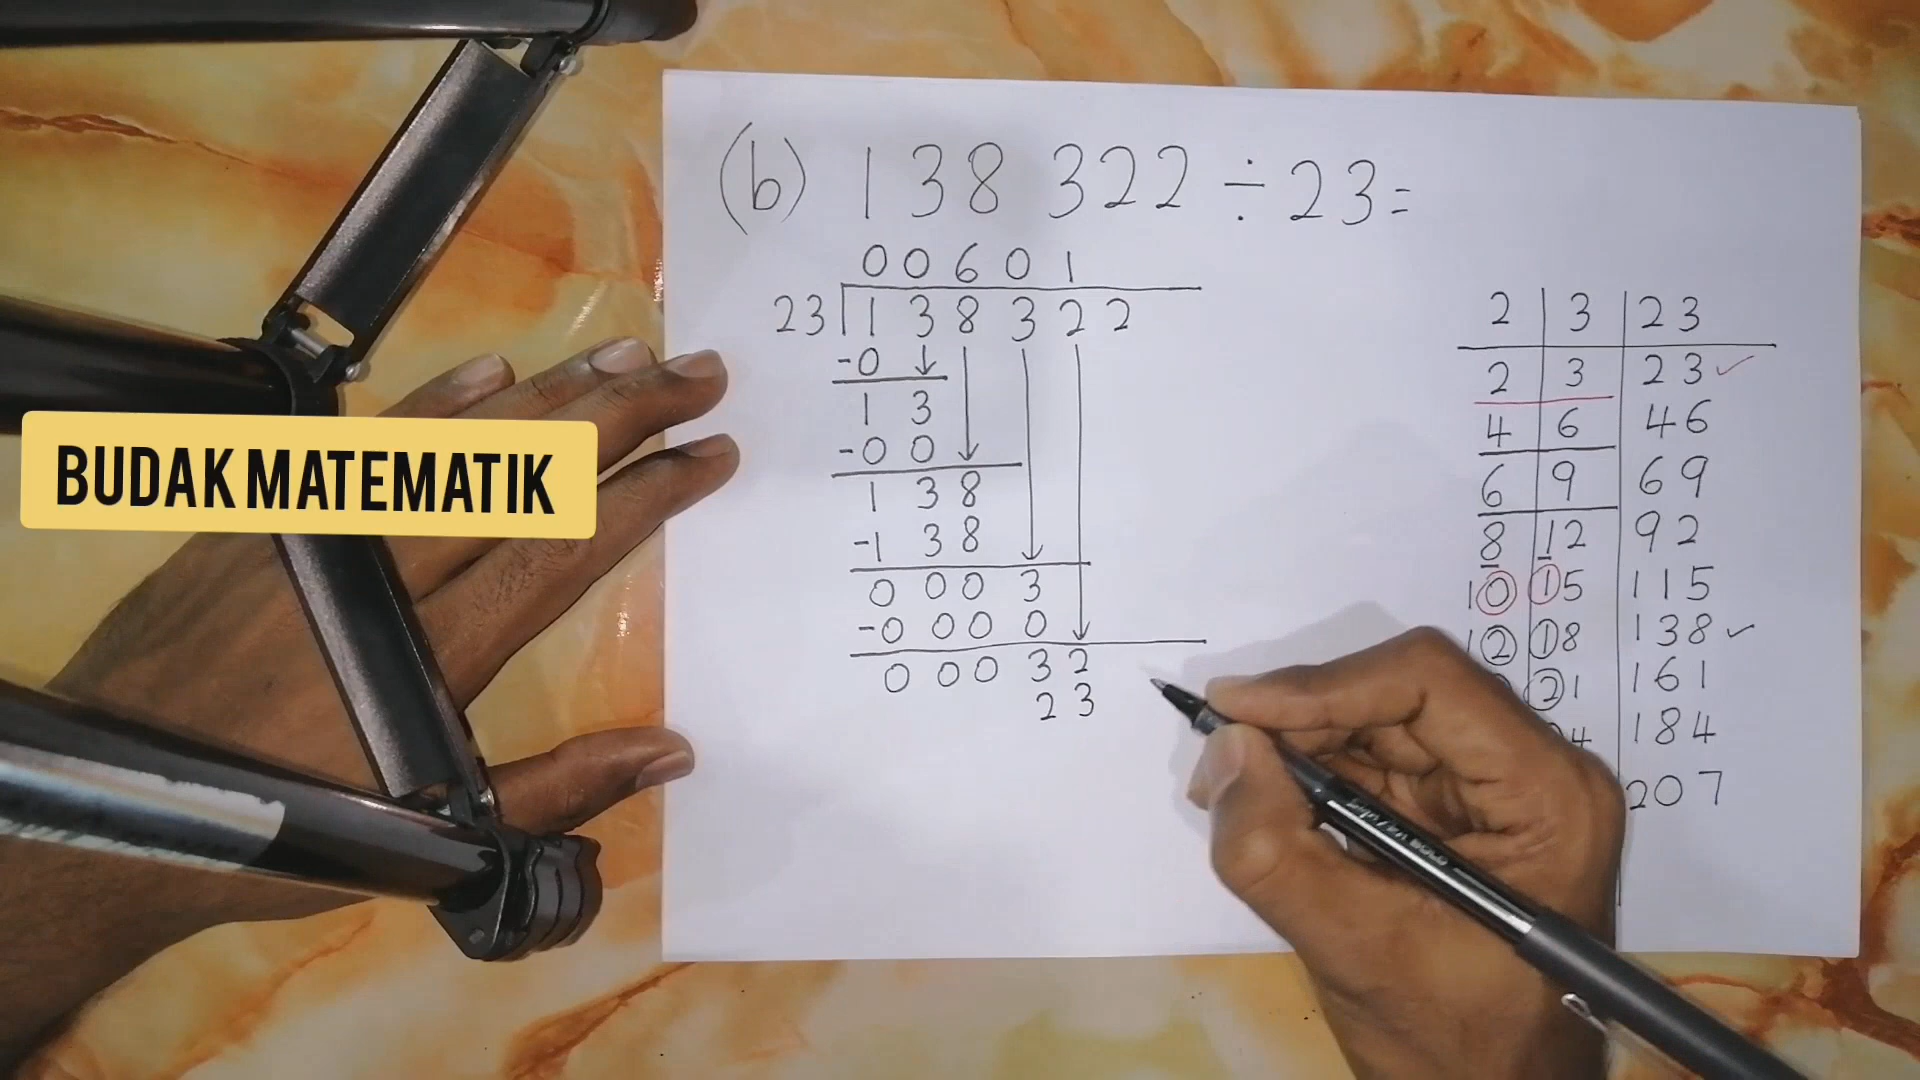 BUDAK MATEMATIK
(b) 138 322 ÷ 23 =
0 0 6 0 1
23 1 3 8 3 2 2
-0
1 3
-0 0
1 3 8
-1 3 8
0 0 0 3
-0 0 0 0
0 0 0 3 2
2 3
2 3 23
2 3 23
4 6 46
6 9 69
8 12 92
10 15 115
12 18 138
21 161
4 184
207